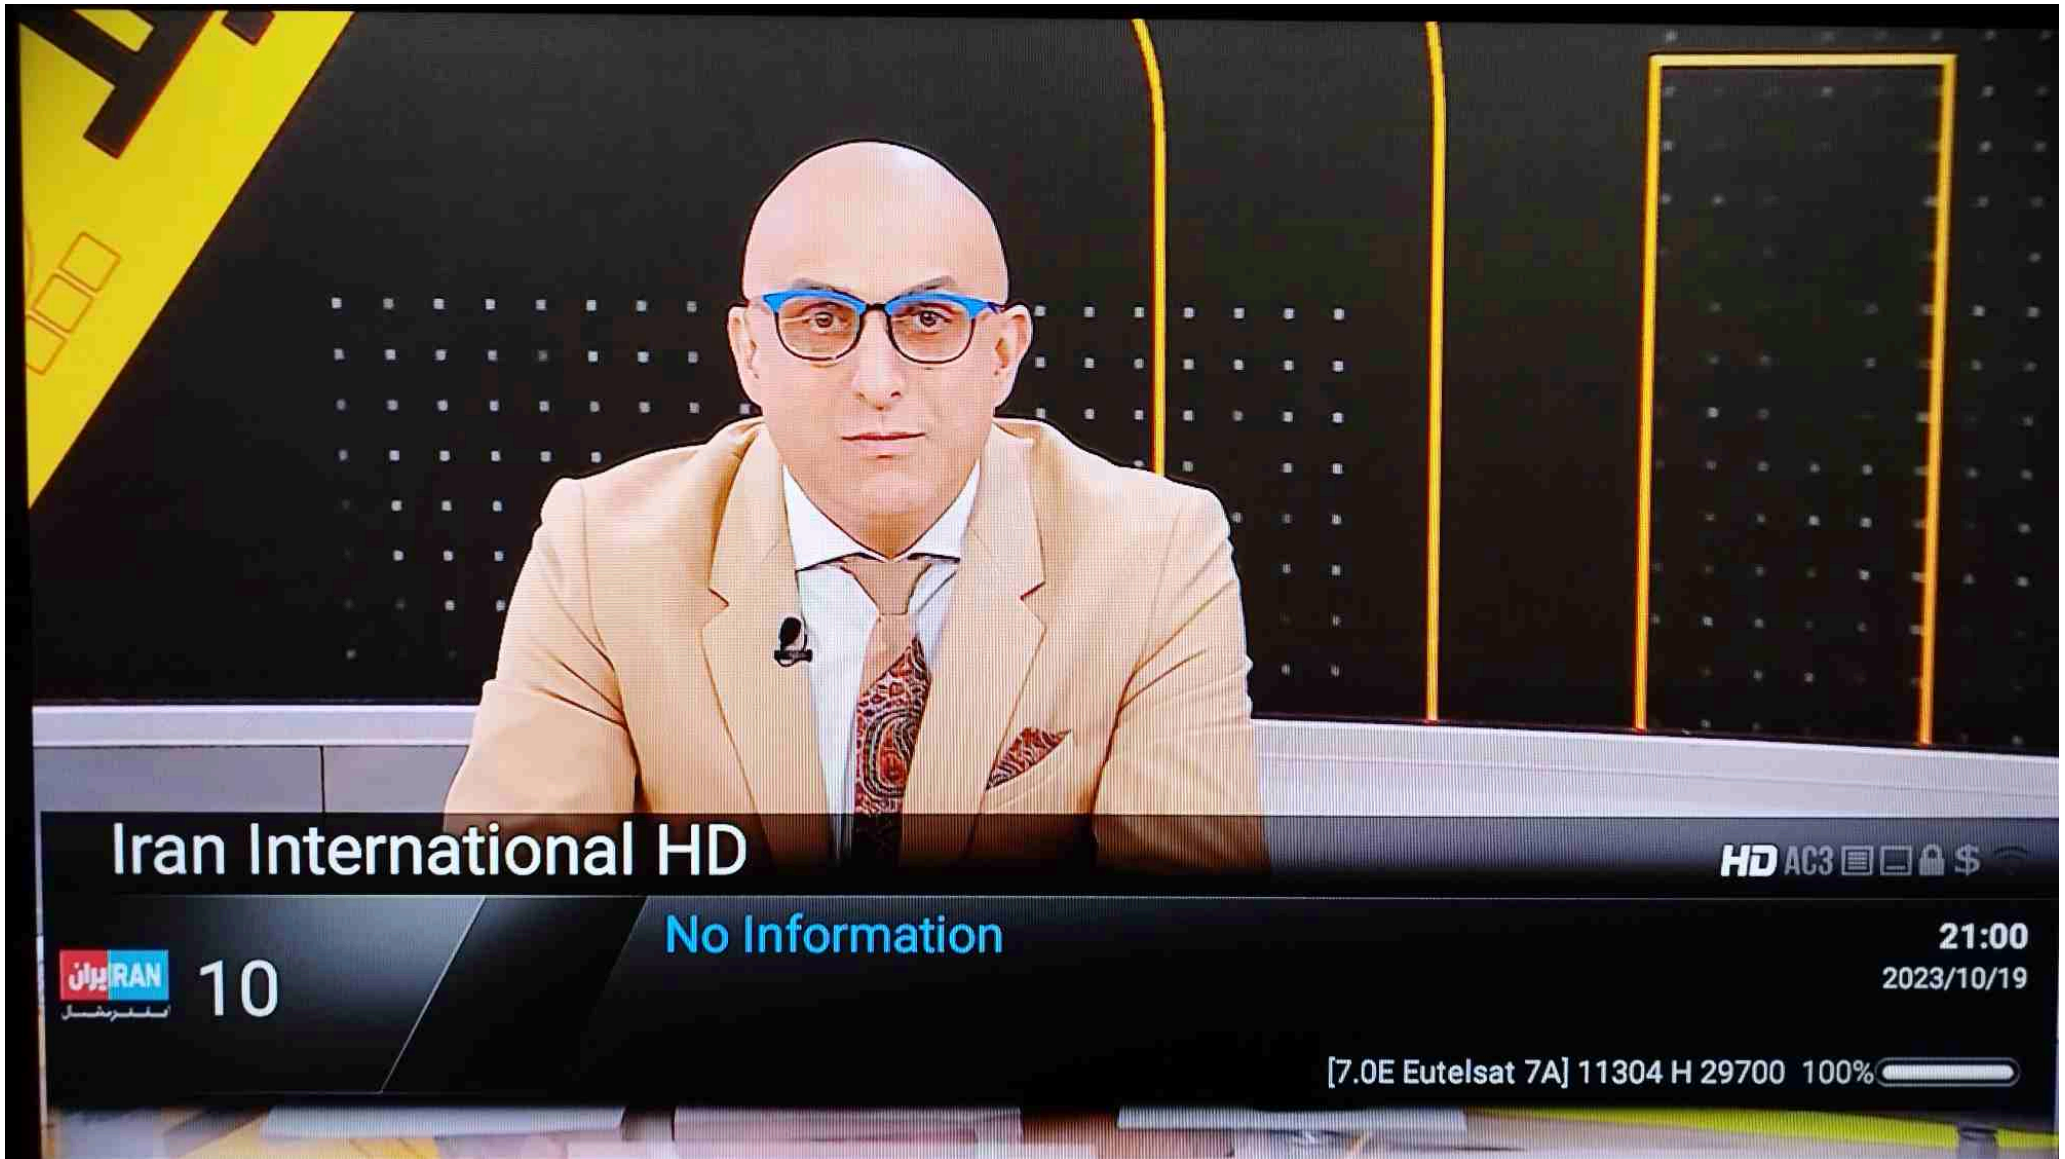 Iran International HD
HD AC3 $
No Information
21:00
ایران IRAN
10
2023/10/19
اینترنشنال
[7.0E Eutelsat 7A] 11304 H 29700 100%